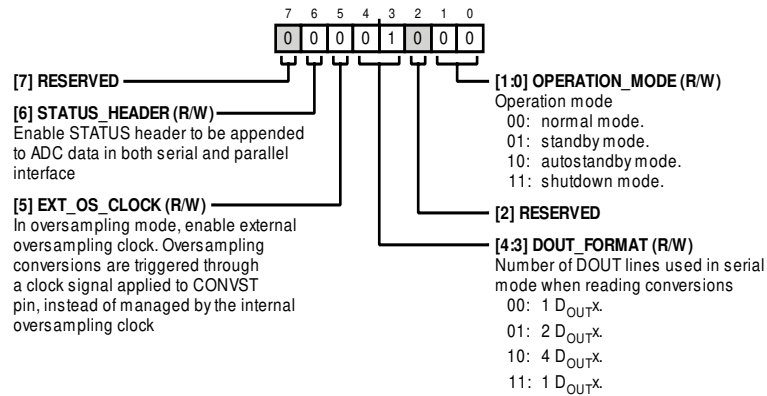 7 6 5 4 3 2 1 0
0 0 0 0 1 0 0 0
[7] RESERVED
[6] STATUS_HEADER (R/W)
Enable STATUS header to be appended
to ADC data in both serial and parallel
interface
[5] EXT_OS_CLOCK (R/W)
In oversampling mode, enable external
oversampling clock. Oversampling
conversions are triggered through
a clock signal applied to CONVST
pin, instead of managed by the internal
oversampling clock
[1:0] OPERATION_MODE (R/W)
Operation mode
00: normal mode.
01: standby mode.
10: autostandby mode.
11: shutdown mode.
[2] RESERVED
[4:3] DOUT_FORMAT (R/W)
Number of DOUT lines used in serial
mode when reading conversions
00: 1 DOUTx.
01: 2 DOUTx.
10: 4 DOUTx.
11: 1 DOUTx.